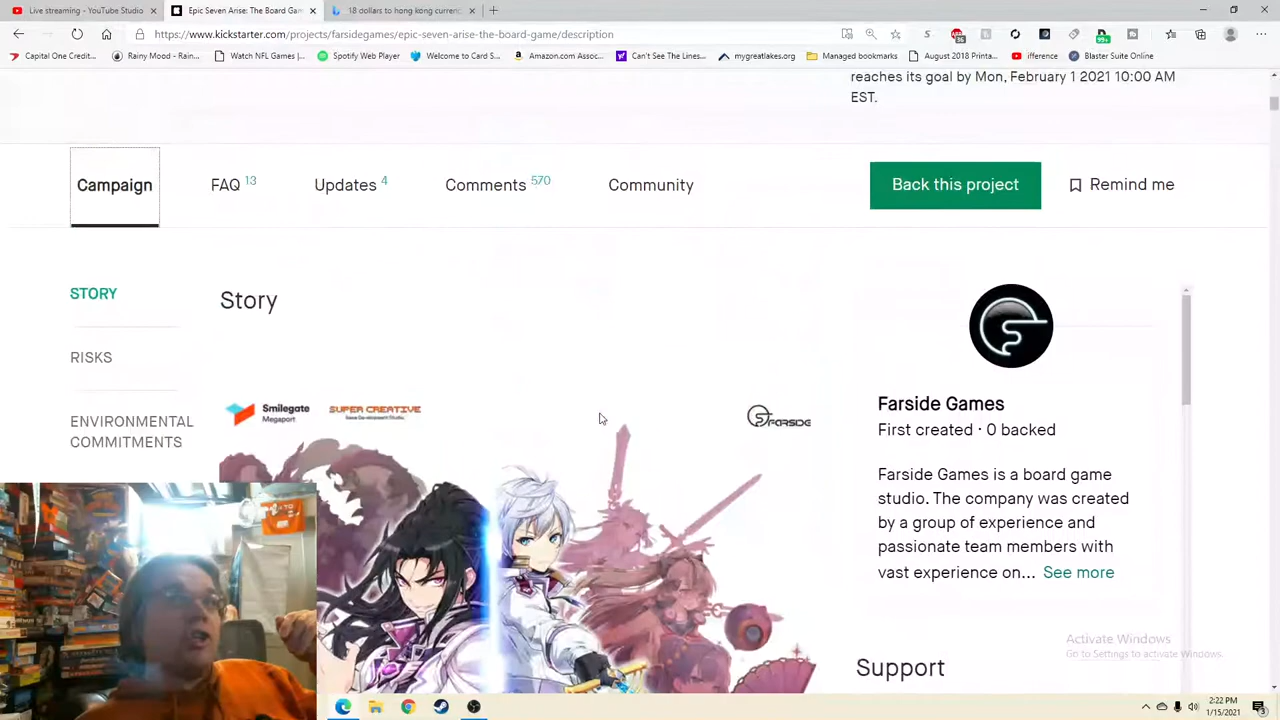 Live streaming - YouTube Studio
Epic Seven Arise: The Board Gam
18 dollars to hong kong currenc
https://www.kickstarter.com/projects/farsidegames/epic-seven-arise-the-board-game/description
Capital One Credit...
Rainy Mood - Rain...
Watch NFL Games |...
Spotify Web Player
Welcome to Card S...
Amazon.com Assoc...
Can't See The Lines...
mygreatlakes.org
Managed bookmarks
August 2018 Printa...
ifference
Blaster Suite Online
reaches its goal by Mon, February 1 2021 10:00 AM
EST.
Campaign
FAQ 13
Updates 4
Comments 570
Community
Back this project
Remind me
STORY
RISKS
ENVIRONMENTAL
COMMITMENTS
Story
Smilegate
Megaport
SUPER CREATIVE
FARSIDE
Farside Games
First created · 0 backed
Farside Games is a board game
studio. The company was created
by a group of experience and
passionate team members with
vast experience on... See more
Support
Activate Windows
Go to Settings to activate Windows.
2:22 PM
1/15/2021